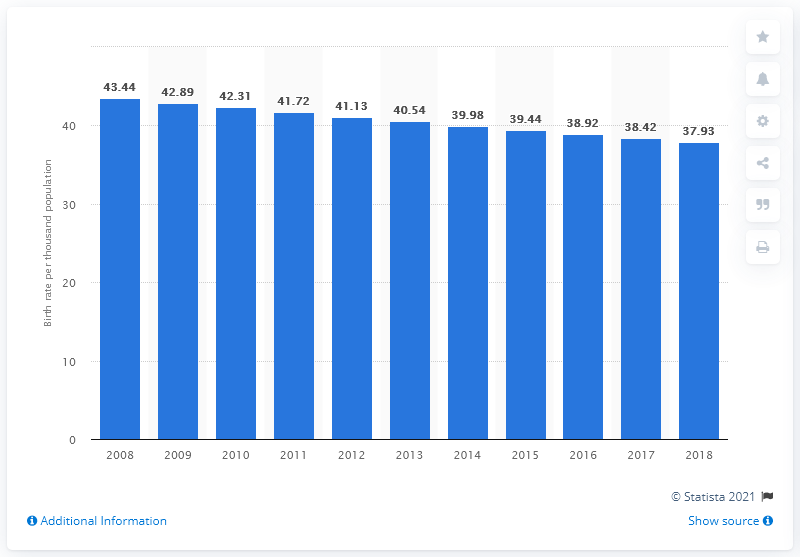 Birth rate per thousand population
43.44 42.89 42.31 41.72 41.13 40.54 39.98 39.44 38.92 38.42 37.93
40
30
20
10
0
2008 2009 2010 2011 2012 2013 2014 2015 2016 2017 2018
© Statista 2021
Additional Information Show source